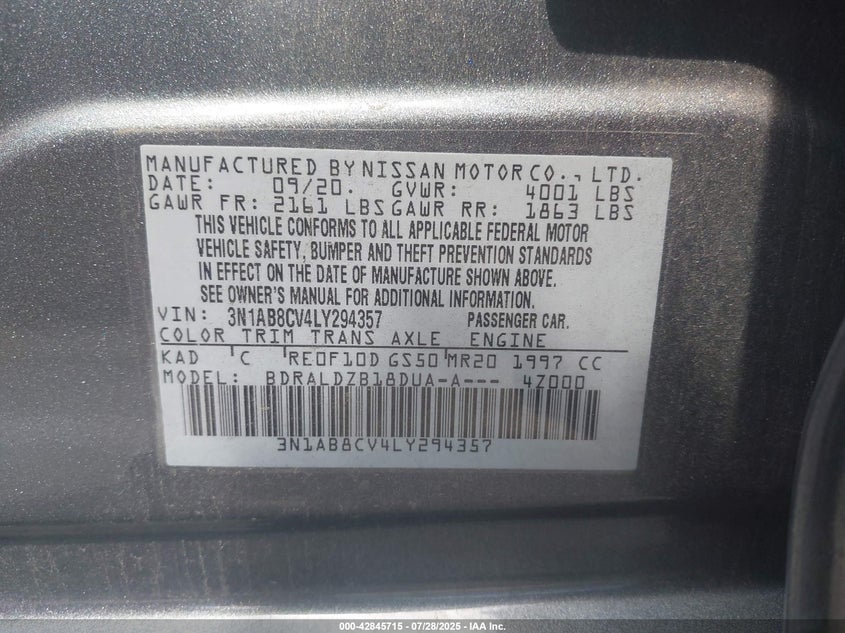 MANUFACTURED BY NISSAN MOTOR CO., LTD.
DATE: 09/20. GVWR: 4001 LBS
GAWR FR: 2161 LBS GAWR RR: 1863 LBS
THIS VEHICLE CONFORMS TO ALL APPLICABLE FEDERAL MOTOR
VEHICLE SAFETY, BUMPER AND THEFT PREVENTION STANDARDS
IN EFFECT ON THE DATE OF MANUFACTURE SHOWN ABOVE.
SEE OWNER'S MANUAL FOR ADDITIONAL INFORMATION.
VIN: 3N1AB8CV4LY294357 PASSENGER CAR.
COLOR TRIM TRANS AXLE ENGINE
KAD C RE0F10D GS50 MR20 1997 CC
MODEL: BDRALDZB18DUA-A--- 4Z000
3N1AB8CV4LY294357
000-42845715 - 07/28/2025 - IAA Inc.